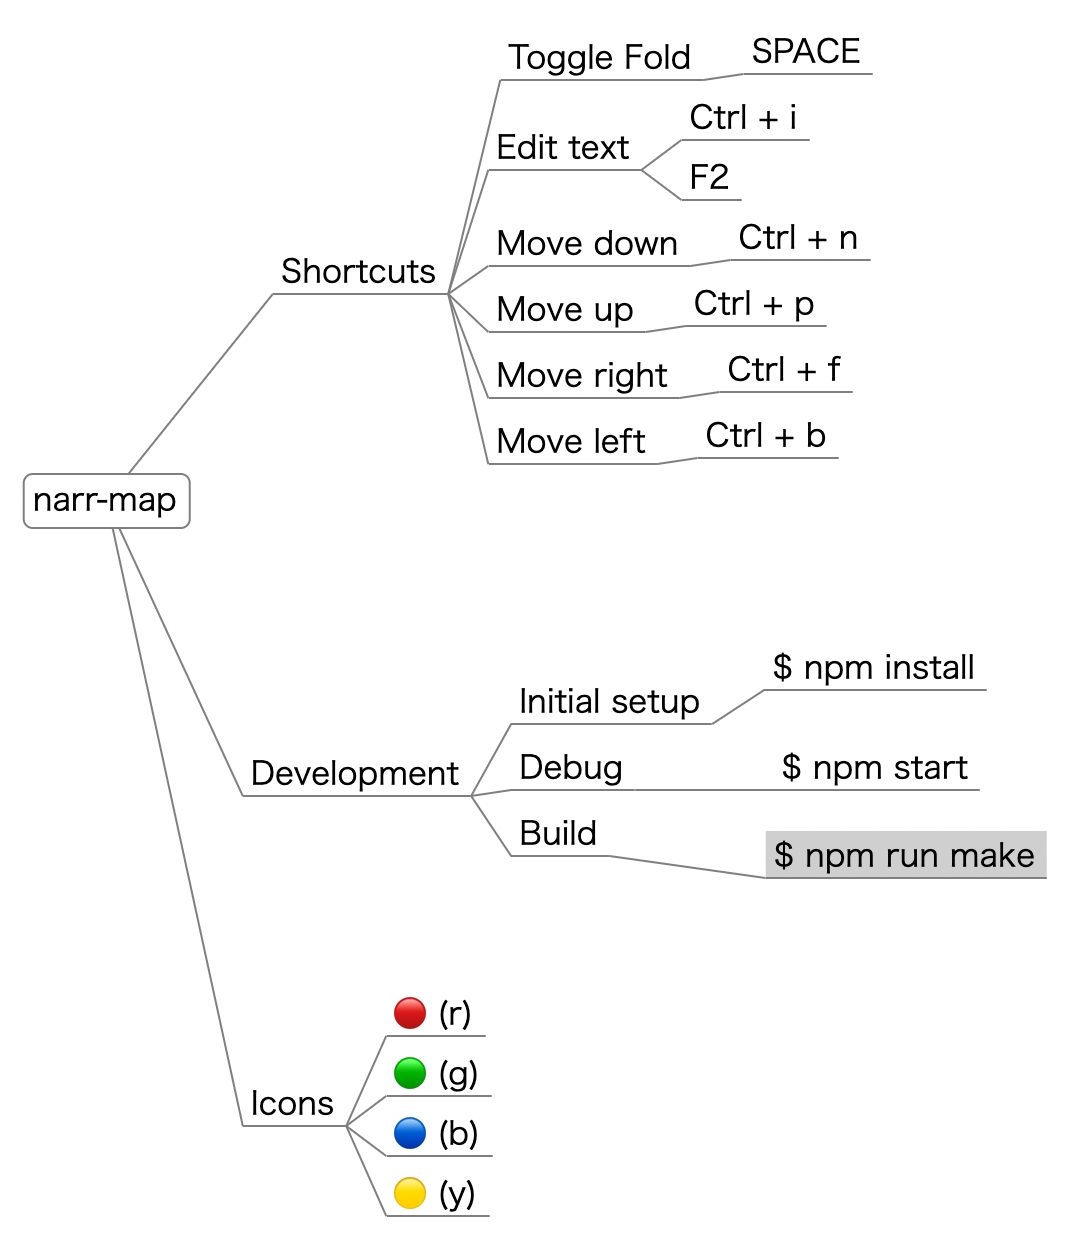 narr-map
Shortcuts
Toggle Fold
SPACE
Edit text
Ctrl + i
F2
Move down
Ctrl + n
Move up
Ctrl + p
Move right
Ctrl + f
Move left
Ctrl + b
Development
Initial setup
$ npm install
Debug
$ npm start
Build
$ npm run make
Icons
(r)
(g)
(b)
(y)